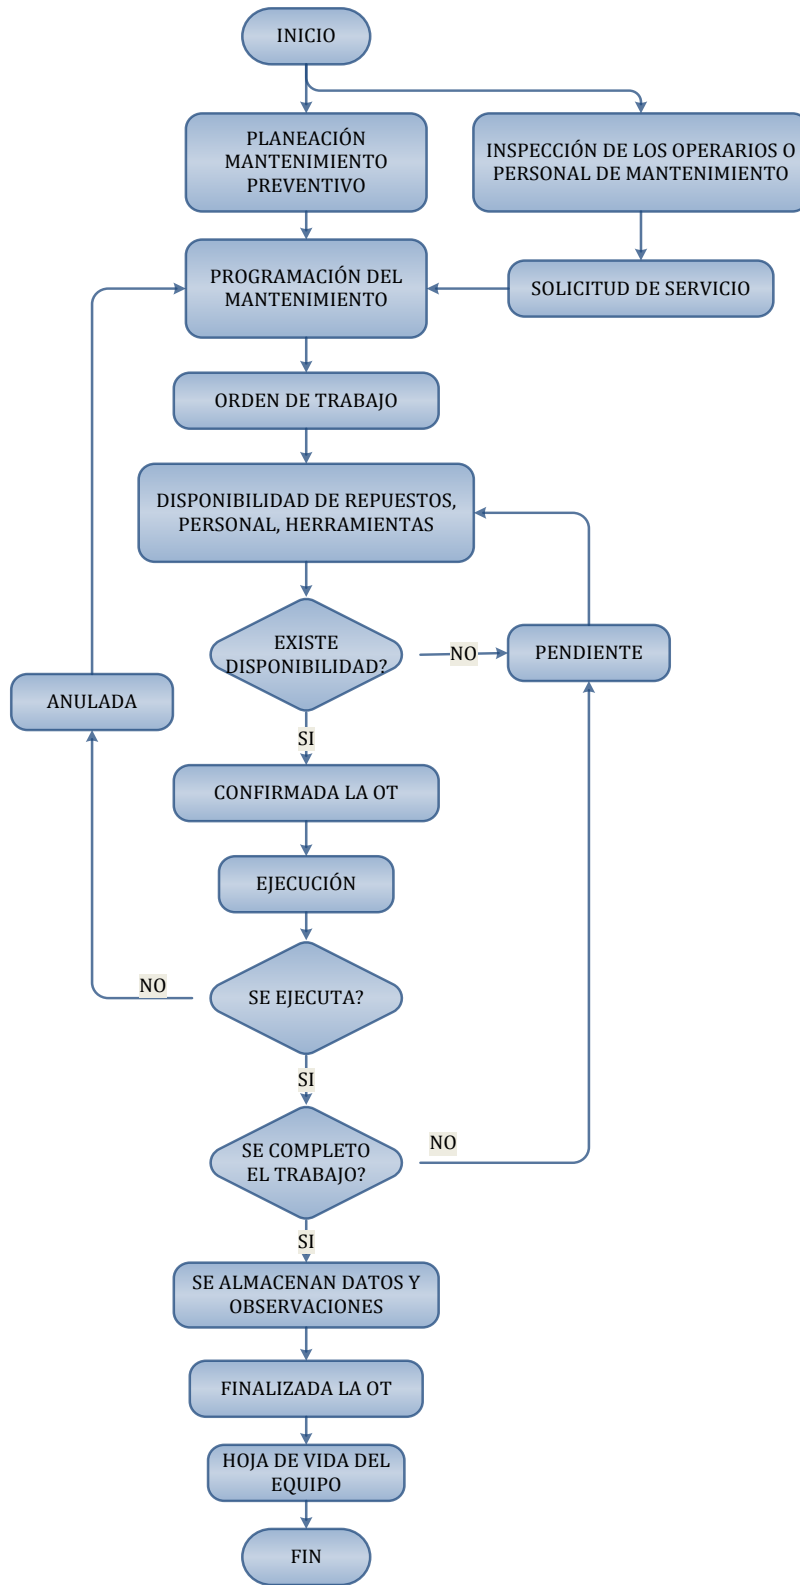 INICIO
PLANEACIÓN
MANTENIMIENTO
PREVENTIVO
INSPECCIÓN DE LOS OPERARIOS O
PERSONAL DE MANTENIMIENTO
PROGRAMACIÓN DEL
MANTENIMIENTO
SOLICITUD DE SERVICIO
ORDEN DE TRABAJO
DISPONIBILIDAD DE REPUESTOS,
PERSONAL, HERRAMIENTAS
EXISTE
DISPONIBILIDAD?
NO
PENDIENTE
ANULADA
SI
CONFIRMADA LA OT
EJECUCIÓN
NO
SE EJECUTA?
SI
SE COMPLETO
EL TRABAJO?
NO
SI
SE ALMACENAN DATOS Y
OBSERVACIONES
FINALIZADA LA OT
HOJA DE VIDA DEL
EQUIPO
FIN